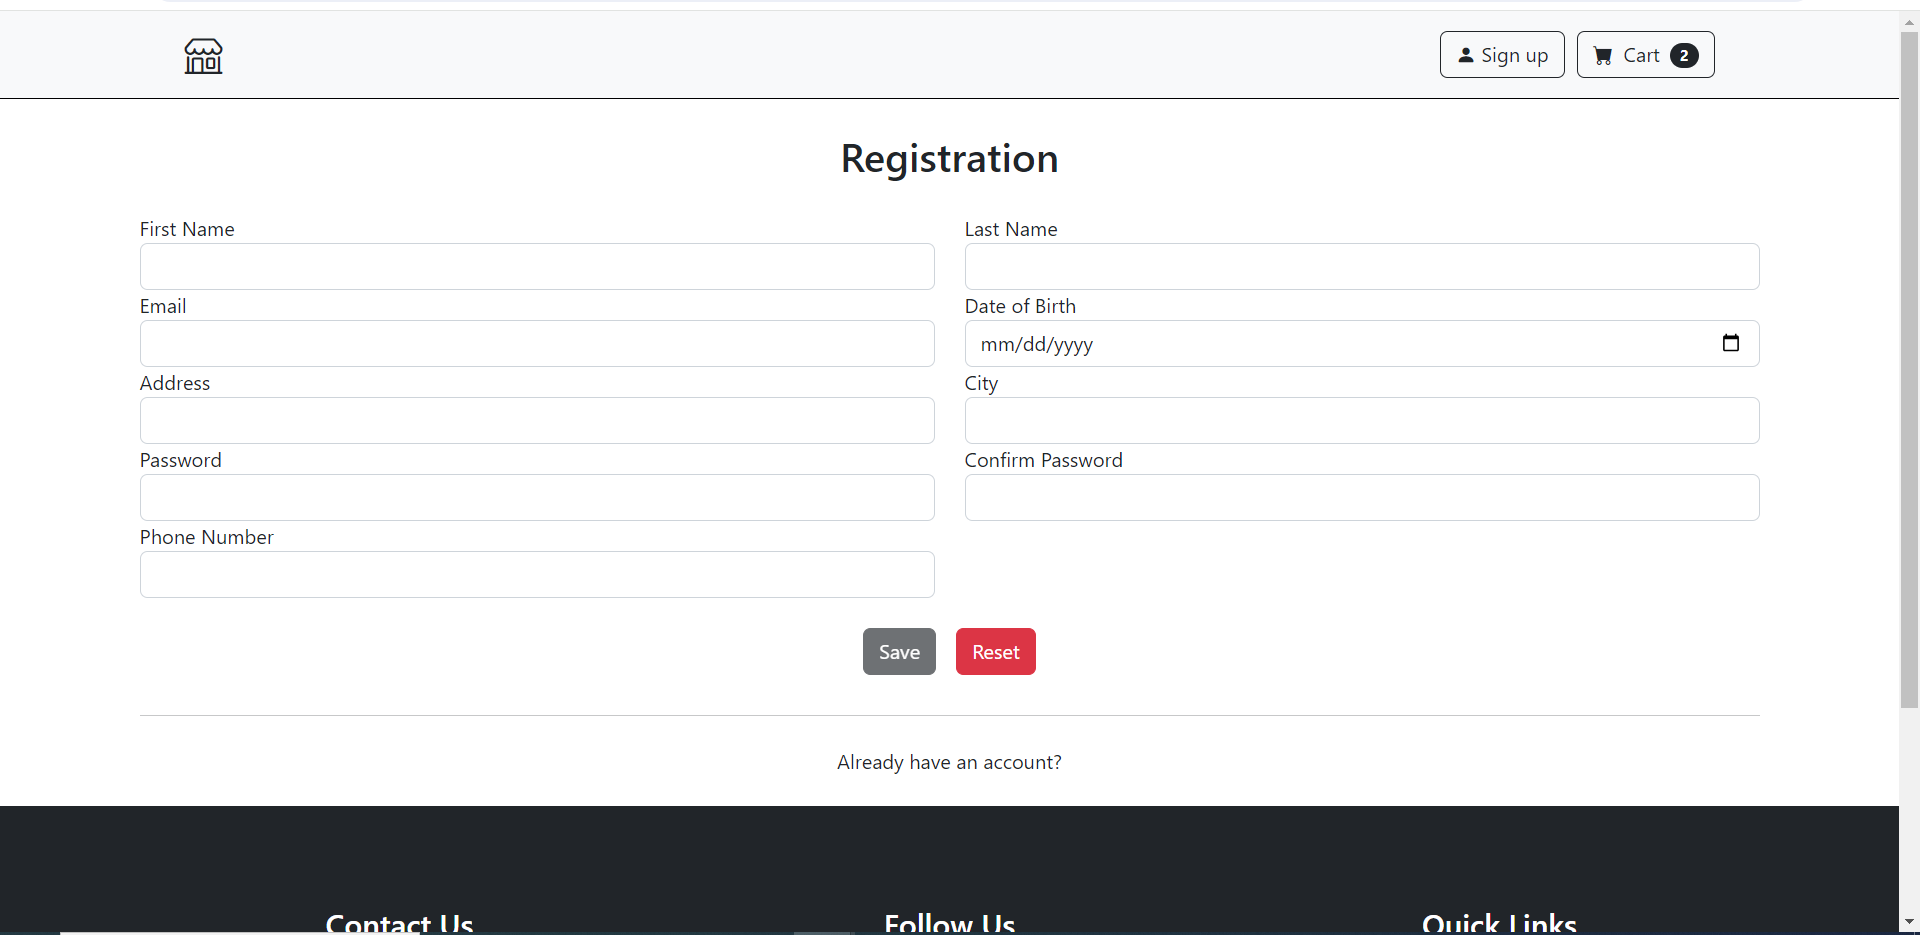 Sign up Cart 2
Registration
First Name Last Name
Email Date of Birth
mm/dd/yyyy
Address City
Password Confirm Password
Phone Number
Save Reset
Already have an account?
Contact Us Follow Us Quick Links